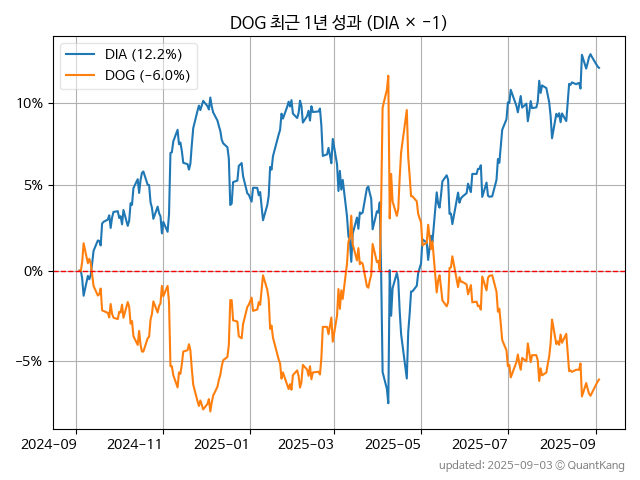 DOG 최근 1년 성과 (DIA × −1)
DIA (12.2%)
DOG (−6.0%)
10%
5%
0%
−5%
2024−09 2024−11 2025−01 2025−03 2025−05 2025−07 2025−09
updated: 2025-09-03 © QuantKang